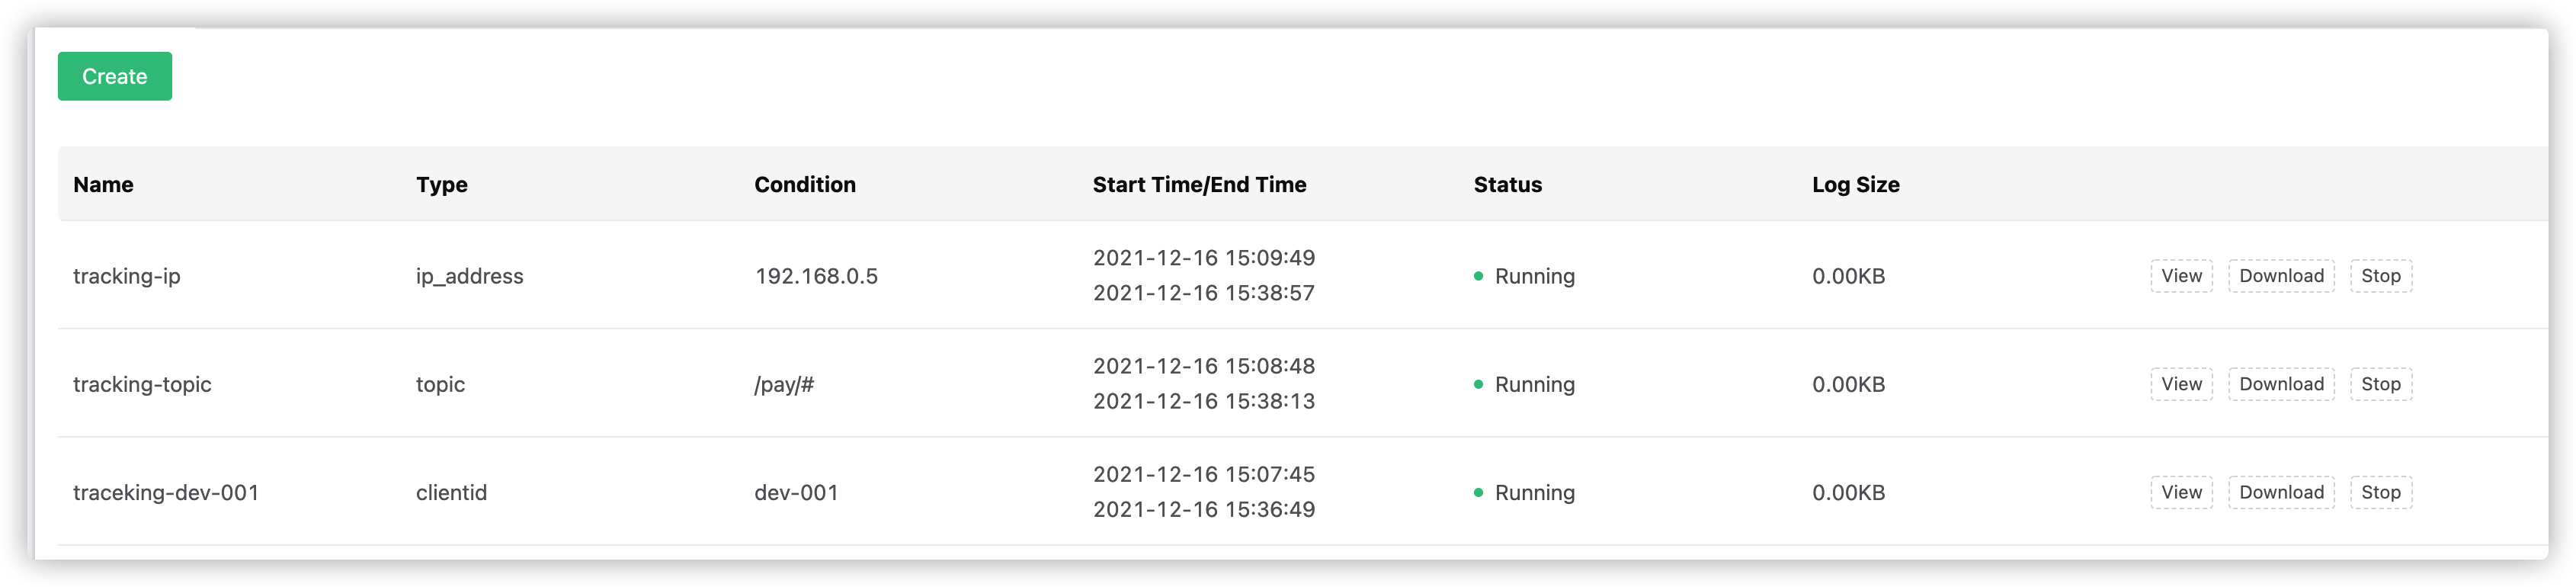 Create
Name Type Condition Start Time/End Time Status Log Size
tracking-ip ip_address 192.168.0.5 2021-12-16 15:09:49 Running 0.00KB View Download Stop
2021-12-16 15:38:57
tracking-topic topic /pay/# 2021-12-16 15:08:48 Running 0.00KB View Download Stop
2021-12-16 15:38:13
traceking-dev-001 clientid dev-001 2021-12-16 15:07:45 Running 0.00KB View Download Stop
2021-12-16 15:36:49